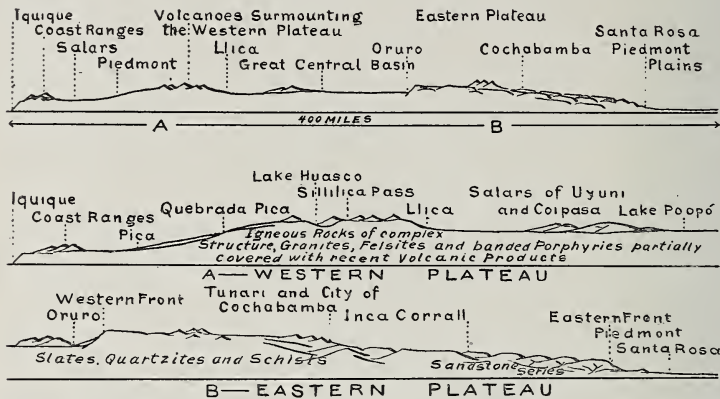 Iquique
Coast Ranges
Salars
Piedmont
Volcanoes Surmounting
the Western Plateau
Llica
Great Central Basin
Oruro
Eastern Plateau
Cochabamba
Santa Rosa
Piedmont
Plains
A
400 MILES
B
Iquique
Coast Ranges
Pica
Quebrada Pica
Lake Huasco
Sillilica Pass
Llica
Salars of Uyuni
and Coipasa
Lake Poopó
Igneous Rocks of complex
Structure, Granites, Felsites and banded Porphyries partially
covered with recent Volcanic Products
A — WESTERN PLATEAU
Western Front
Oruro
Tunari and City of
Cochabamba
Inca Corrall
Eastern Front
Piedmont
Santa Rosa
Slates, Quartzites and Schists
Sandstone series
B — EASTERN PLATEAU